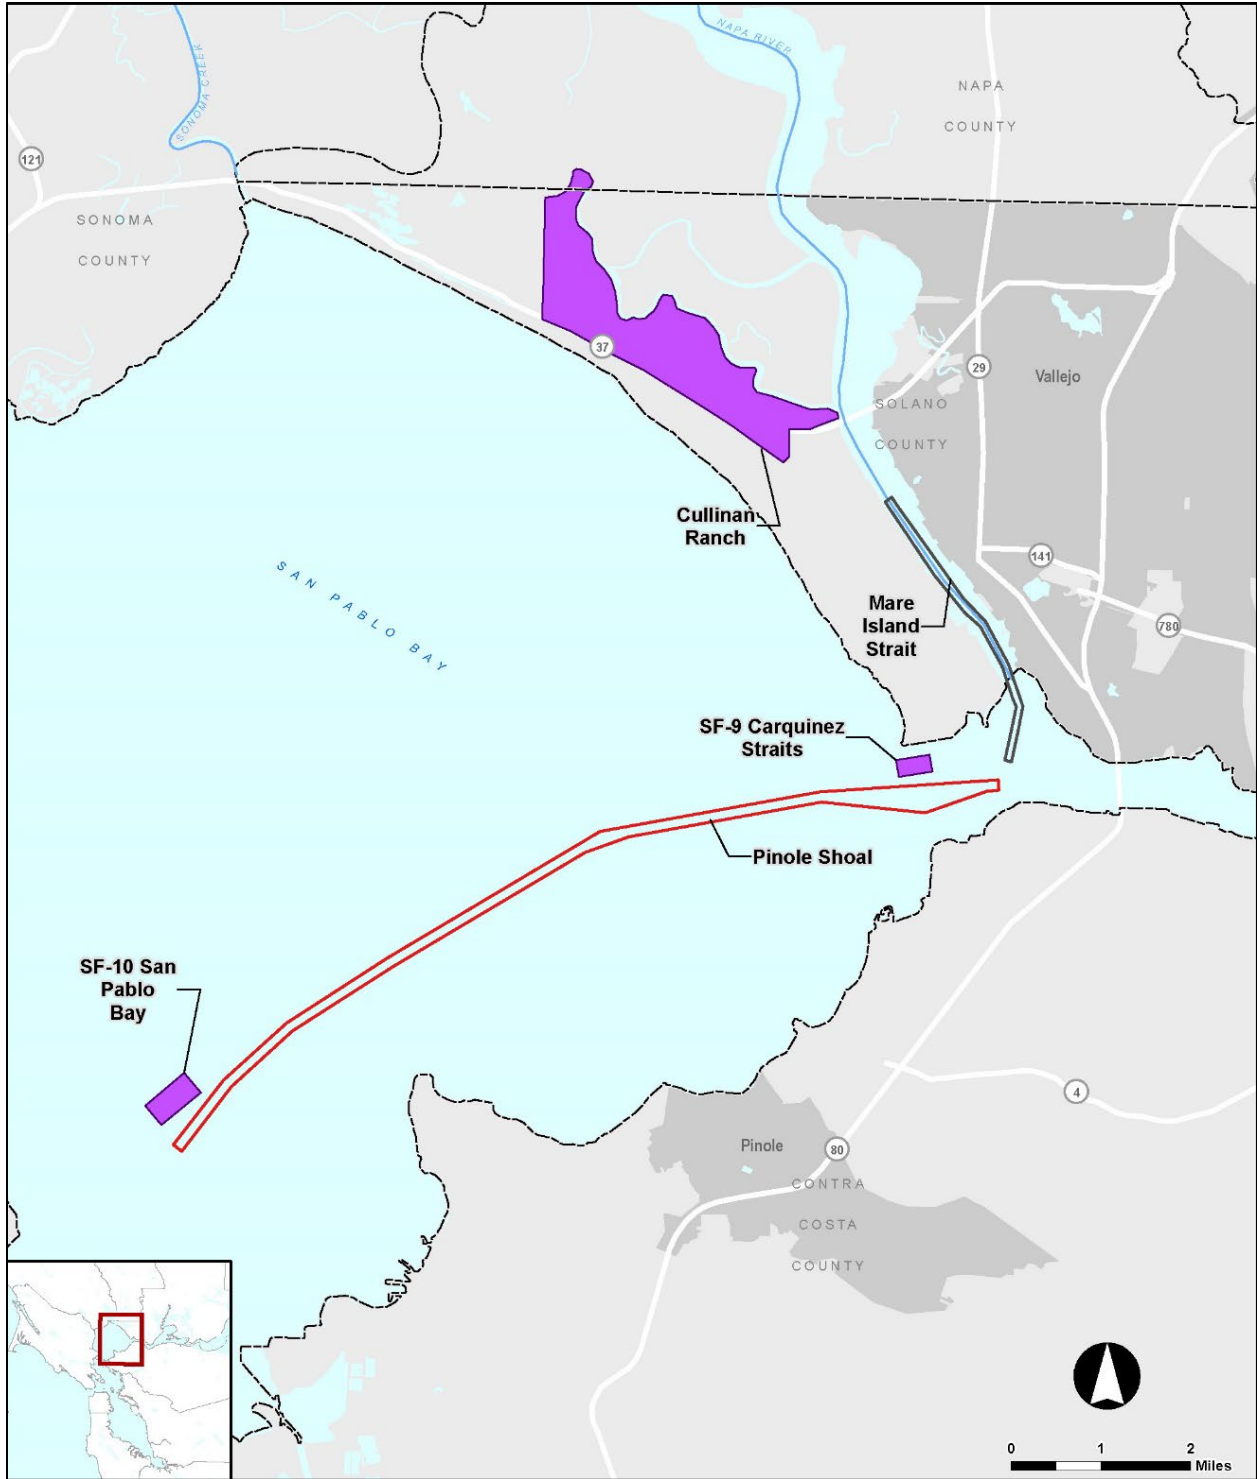 NAPA RIVER
SONOMA CREEK
NAPA
COUNTY
121
SONOMA
COUNTY
37
29
Vallejo
SOLANO
COUNTY
Cullinan
Ranch
141
SAN PABLO BAY
Mare
Island
Strait
780
SF-9 Carquinez
Straits
Pinole Shoal
SF-10 San
Pablo
Bay
4
Pinole
80
CONTRA
COSTA
COUNTY
0 1 2
Miles